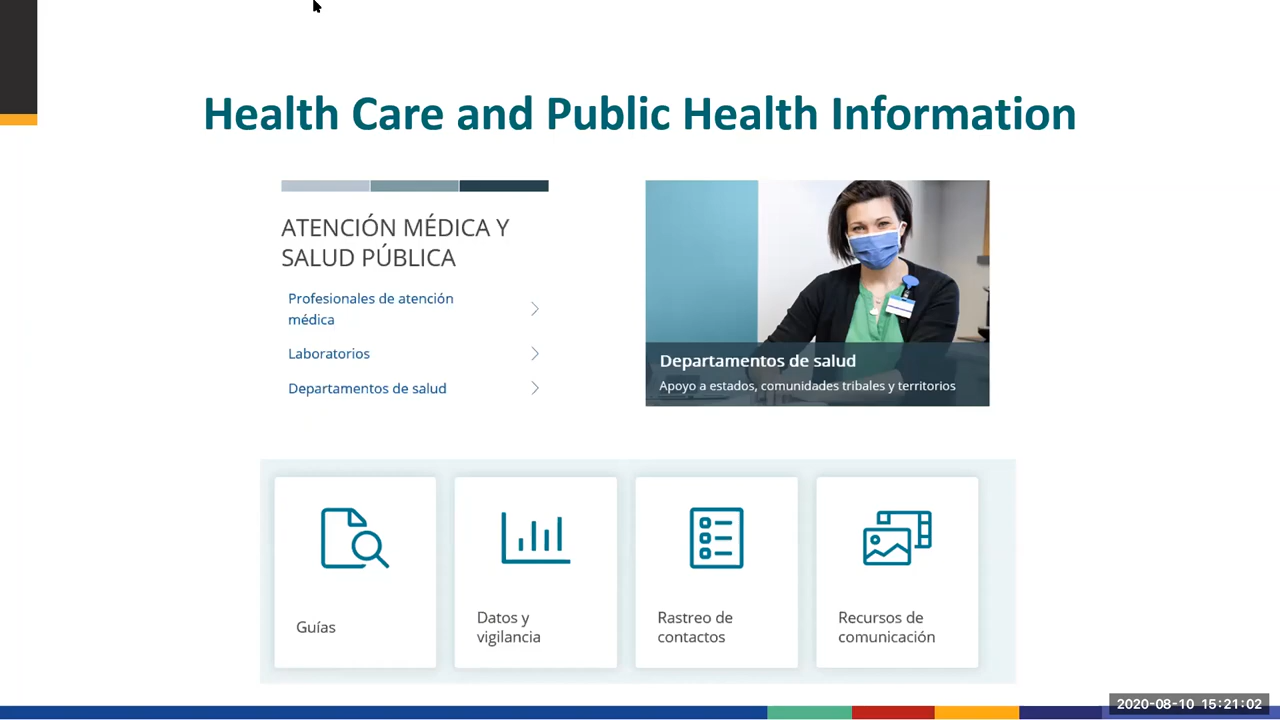 Health Care and Public Health Information
ATENCIÓN MÉDICA Y
SALUD PÚBLICA
Profesionales de atención
médica
Laboratorios
Departamentos de salud
Departamentos de salud
Apoyo a estados, comunidades tribales y territorios
Guías
Datos y
vigilancia
Rastreo de
contactos
Recursos de
comunicación
2020-08-10 15:21:02